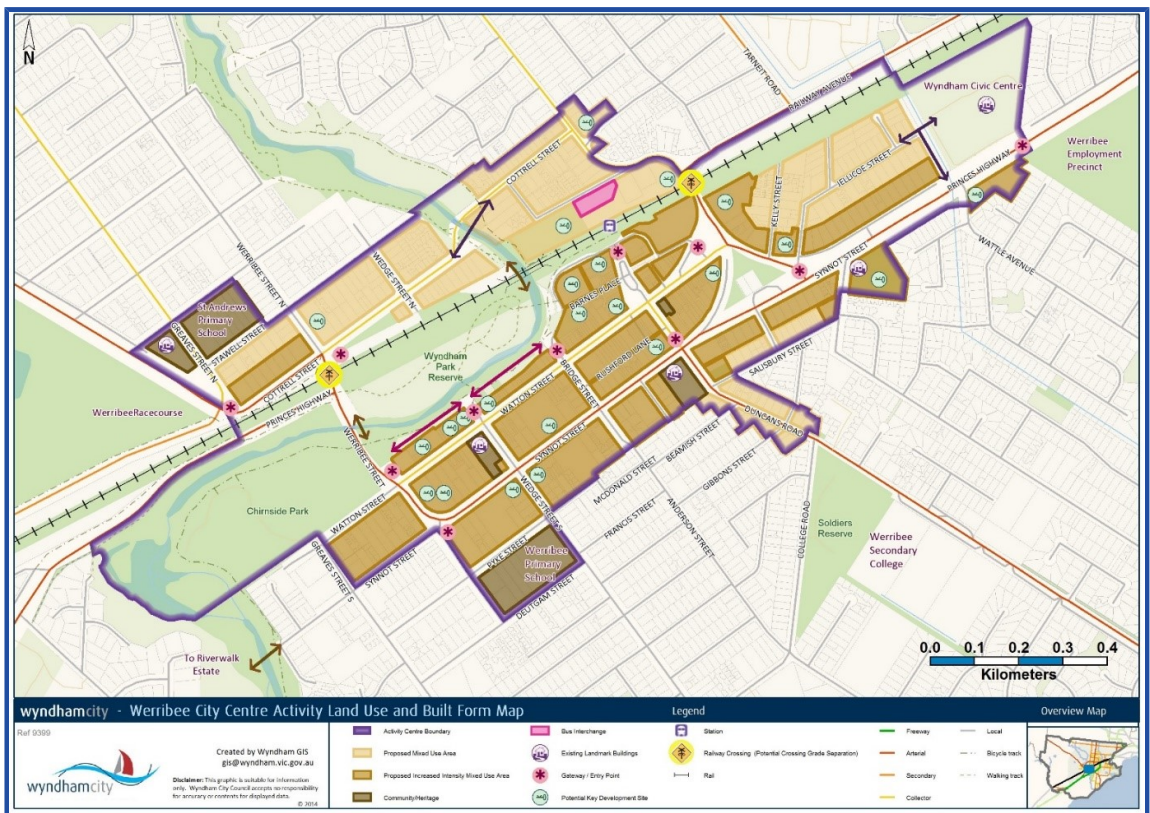 N
TARNEIT ROAD
RAILWAY AVENUE
Wyndham Civic Centre
Werribee
Employment
Precinct
PRINCES HIGHWAY
JELLICOE STREET
KELLY STREET
COTTRELL STREET
WATTLE AVENUE
SYNNOT STREET
WERRIBEE STREET N
WEDGE STREET N
BARNES PLACE
St Andrews
Primary
School
GREAVES STREET N
STAWELL STREET
Wyndham
Park
Reserve
BRIDGE STREET
DUNCANS ROAD
SALISBURY STREET
COTTRELL STREET
WATTON STREET
WerribeeRacecourse
PRINCES HIGHWAY
WERRIBEE STREET
SYNNOT STREET
BEAMISH STREET
GIBBONS STREET
MCDONALD STREET
Chirnside Park
WATTON STREET
WEDGE STREET S
FRANCIS STREET
ANDERSON STREET
COLLEGE ROAD
Soldiers
Reserve
Werribee
Secondary
College
GREAVES STREET S
SYNNOT STREET
PYKE STREET
Werribee
Primary
School
DEUTGAM STREET
To Riverwalk
Estate
0.0 0.1 0.2 0.3 0.4
Kilometers
wyndhamcity - Werribee City Centre Activity Land Use and Built Form Map
Legend
Overview Map
Ref 9399
wyndhamcity
Created by Wyndham GIS
gis@wyndham.vic.gov.au
Disclaimer: This graphic is suitable for information
only. Wyndham City Council accepts no responsibility
for accuracy or contents for displayed data.
© 2014
Activity Centre Boundary
Proposed Mixed Use Area
Proposed Increased Intensity Mixed Use Area
Community/Heritage
Bus Interchange
Existing Landmark Buildings
Gateway / Entry Point
Potential Key Development Site
Station
Railway Crossing (Potential Crossing Grade Separation)
Rail
Freeway
Arterial
Secondary
Collector
Local
Bicycle track
Walking track